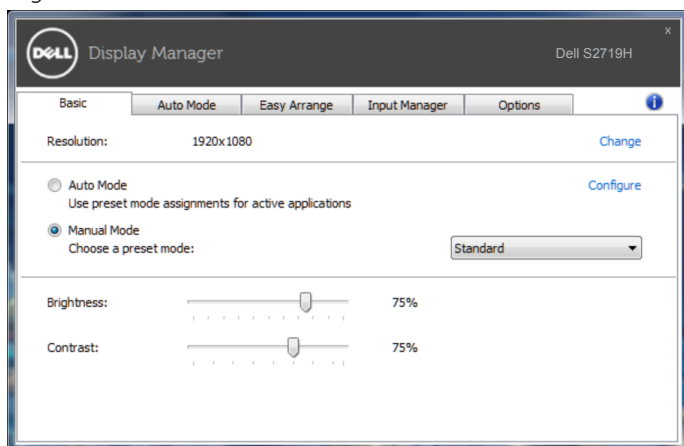 DELL Display Manager
x
Dell S2719H
Basic
Auto Mode
Easy Arrange
Input Manager
Options
i
Resolution: 1920x1080 Change
Auto Mode Configure
Use preset mode assignments for active applications
Manual Mode
Choose a preset mode: Standard
Brightness: 75%
Contrast: 75%